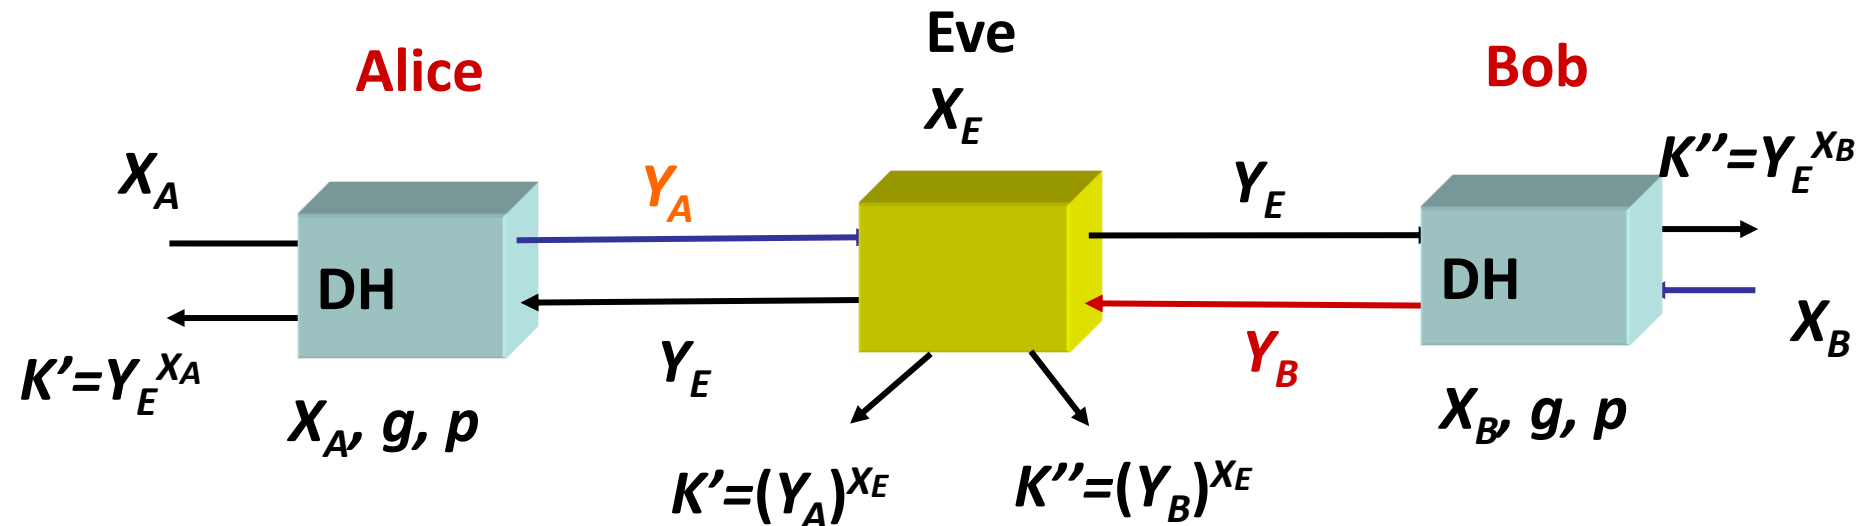 Eve
Alice
Bob
X_E
X_A
Y_A
Y_E
K’’=Y_E^{X_B}
DH
DH
Y_E
Y_B
X_B
K’=Y_E^{X_A}
X_A, g, p
X_B, g, p
K’=(Y_A)^{X_E}
K’’=(Y_B)^{X_E}